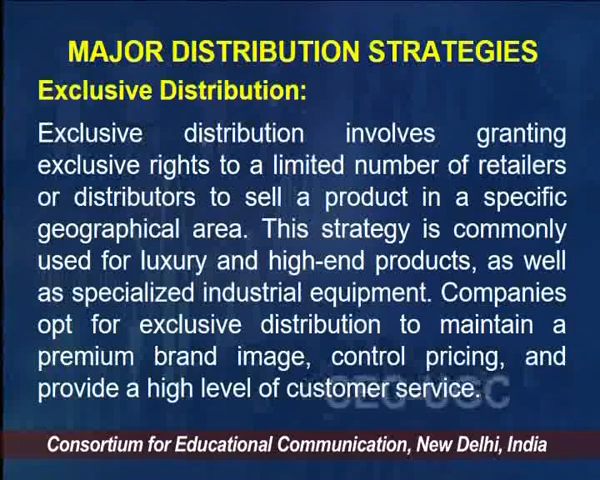 MAJOR DISTRIBUTION STRATEGIES
Exclusive Distribution:
Exclusive distribution involves granting
exclusive rights to a limited number of retailers
or distributors to sell a product in a specific
geographical area. This strategy is commonly
used for luxury and high-end products, as well
as specialized industrial equipment. Companies
opt for exclusive distribution to maintain a
premium brand image, control pricing, and
provide a high level of customer service.
CEC-UGC
Consortium for Educational Communication, New Delhi, India